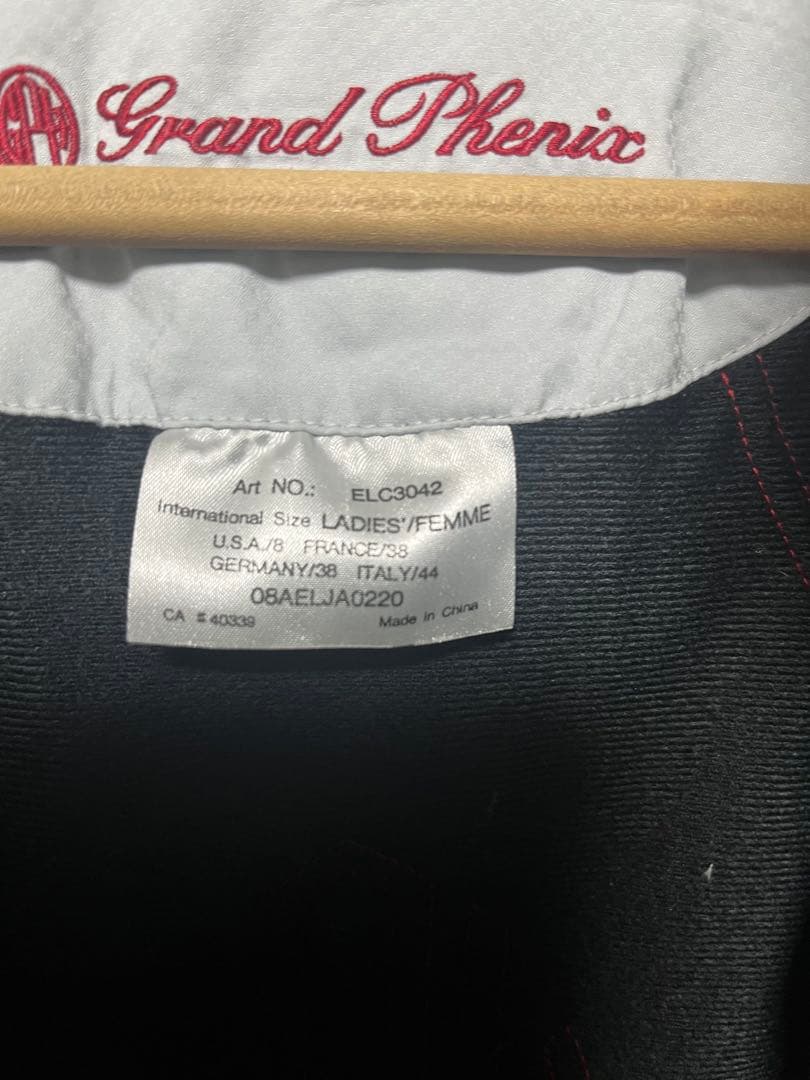 Grand Phenix
Art NO.: ELC3042
International Size LADIES'/FEMME
U.S.A./8 FRANCE/38
GERMANY/38 ITALY/44
08AELJA0220
CA # 40339 Made in China